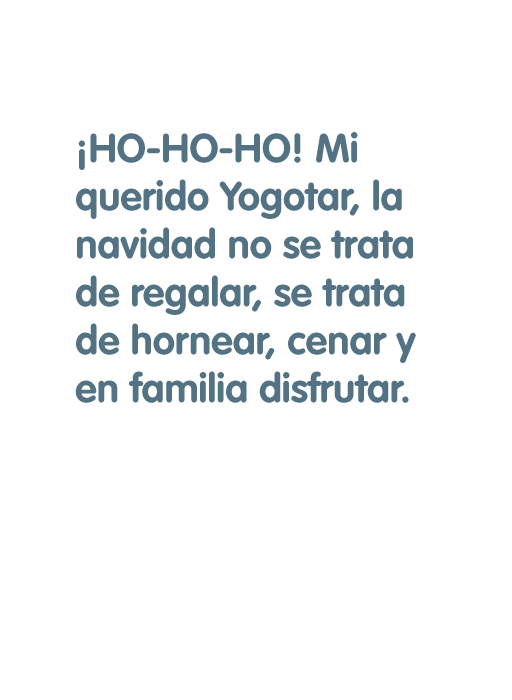 ¡HO-HO-HO! Mi
querido Yogotar, la
navidad no se trata
de regalar, se trata
de hornear, cenar y
en familia disfrutar.